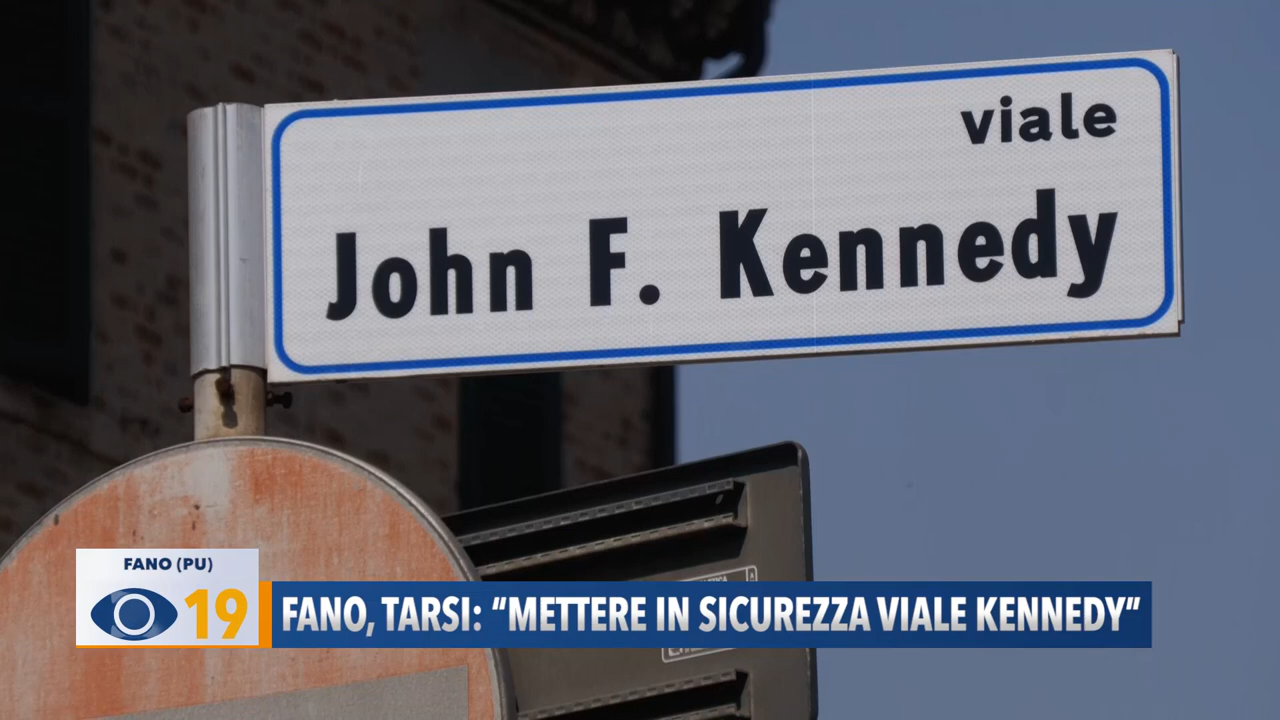 viale
John F. Kennedy
FANO (PU)
19
FANO, TARSI: “METTERE IN SICUREZZA VIALE KENNEDY”